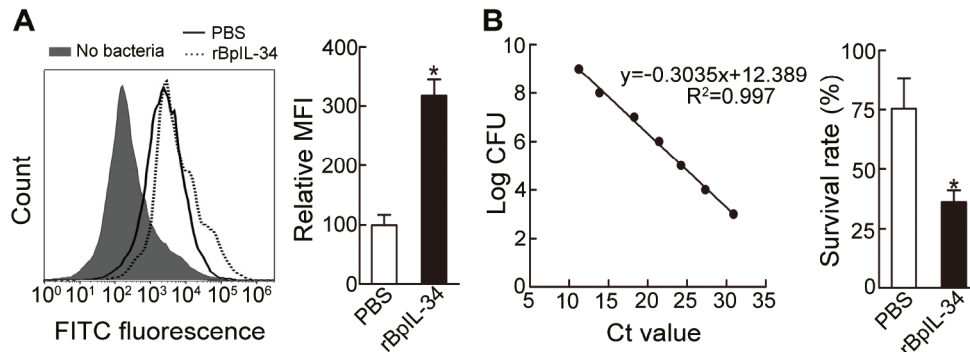 A
No bacteria
PBS
rBpIL-34
Count
10⁰ 10¹ 10² 10³ 10⁴ 10⁵ 10⁶
FITC fluorescence
Relative MFI
400
300
200
100
0
*
PBS
rBpIL-34
B
Log CFU
10
8
6
4
2
0
y=-0.3035x+12.389
R²=0.997
5 10 15 20 25 30 35
Ct value
Survival rate (%)
100
75
50
25
0
*
PBS
rBpIL-34